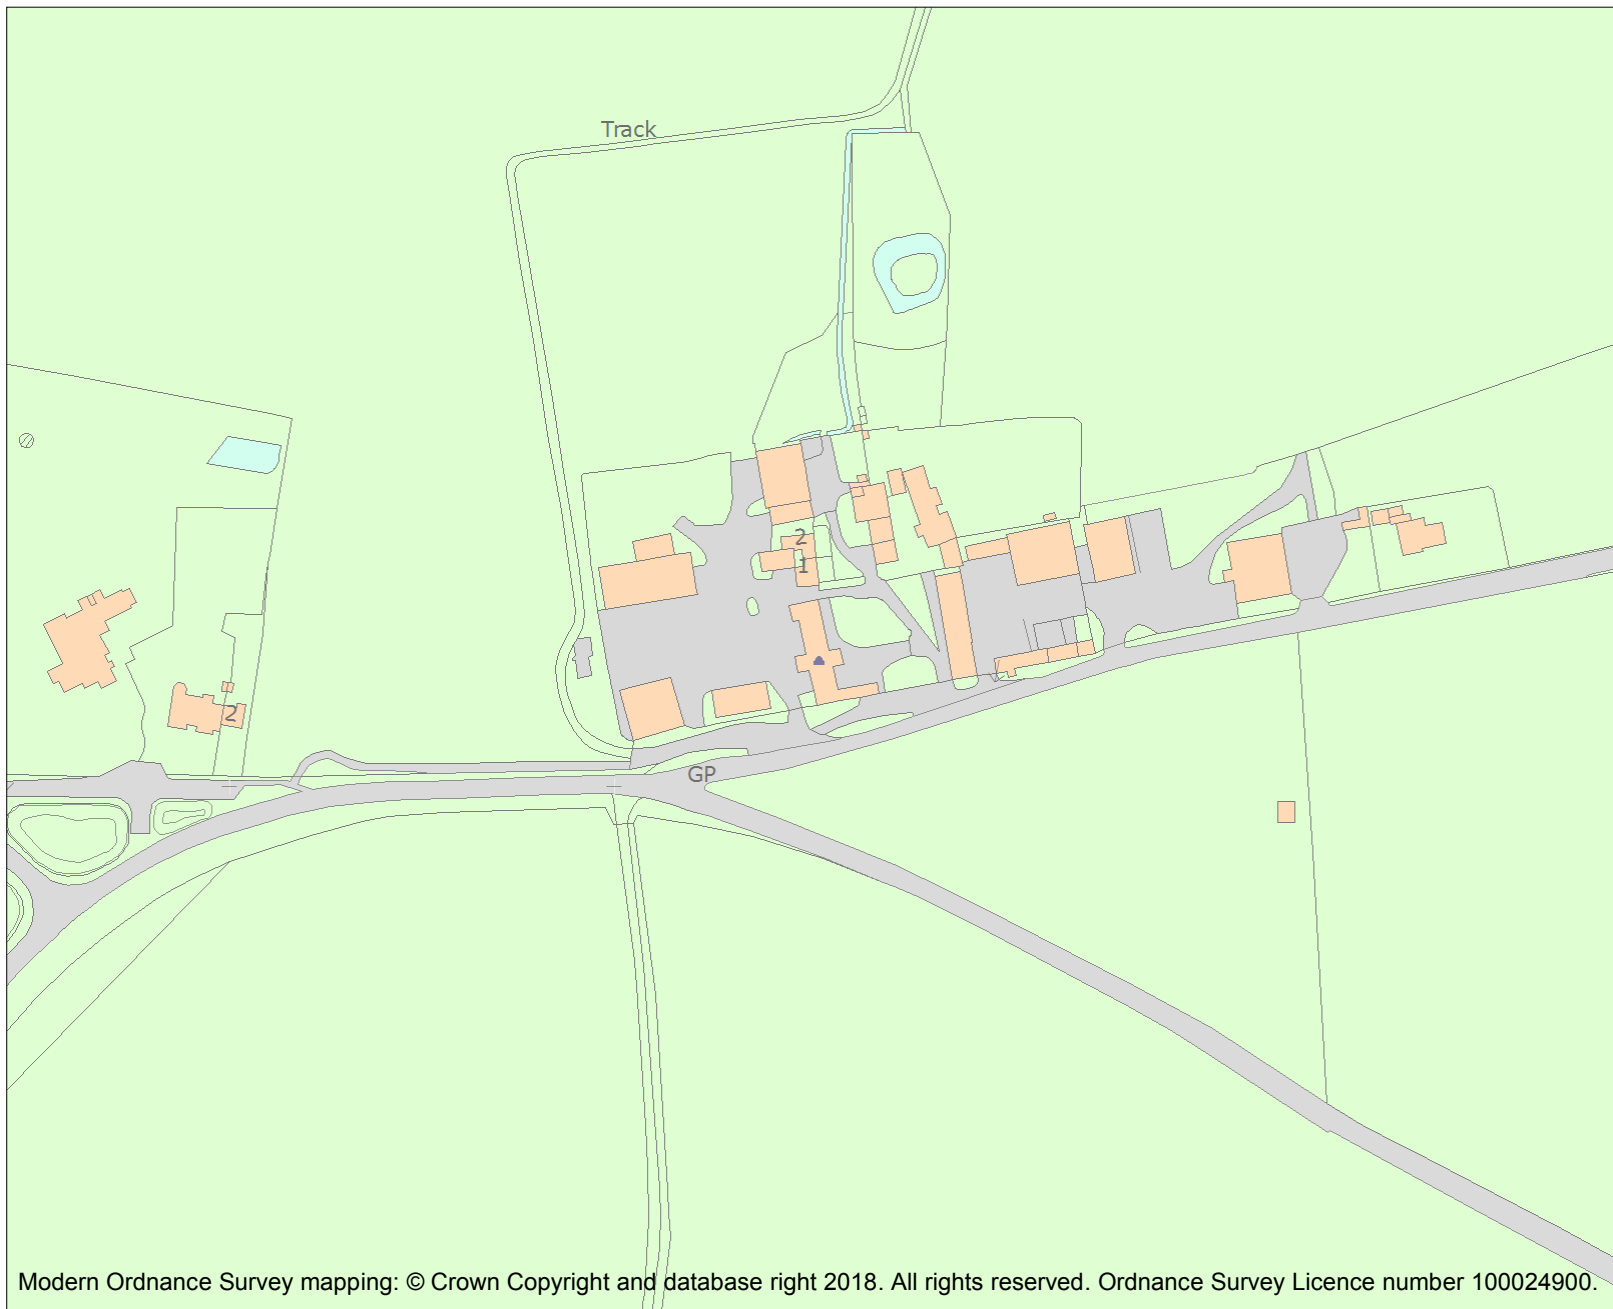 Track
2
1
2
GP
Modern Ordnance Survey mapping: © Crown Copyright and database right 2018. All rights reserved. Ordnance Survey Licence number 100024900.